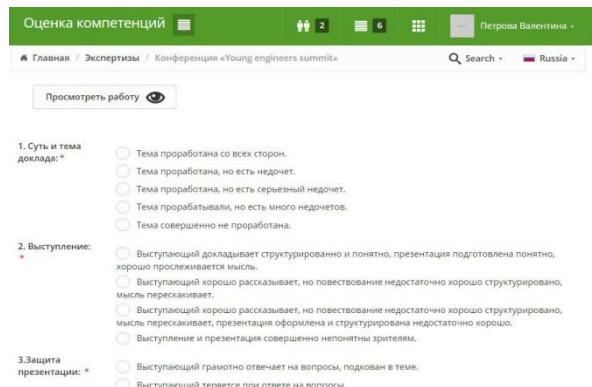 Оценка компетенций
2
6
Петрова Валентина
Главная / Экспертизы / Конференция «Young engineers summit»
Search
Russia
Просмотреть работу
1. Суть и тема
доклада: *
Тема проработана со всех сторон.
Тема проработана, но есть недочет.
Тема проработана, но есть серьезный недочет.
Тема прорабатывали, но есть много недочетов.
Тема совершенно не проработана.
2. Выступление:
*
Выступающий докладывает структурированно и понятно, презентация подготовлена понятно,
хорошо прослеживается мысль.
Выступающий хорошо рассказывает, но повествование недостаточно хорошо структурировано,
мысль перескакивает.
Выступающий хорошо рассказывает, но повествование недостаточно хорошо структурировано,
мысль перескакивает, презентация оформлена и структурирована недостаточно хорошо.
Выступление и презентация совершенно непонятны зрителям.
3.Защита
презентации: *
Выступающий грамотно отвечает на вопросы, подкован в теме.
Выступающий теряется при ответе на вопросы.